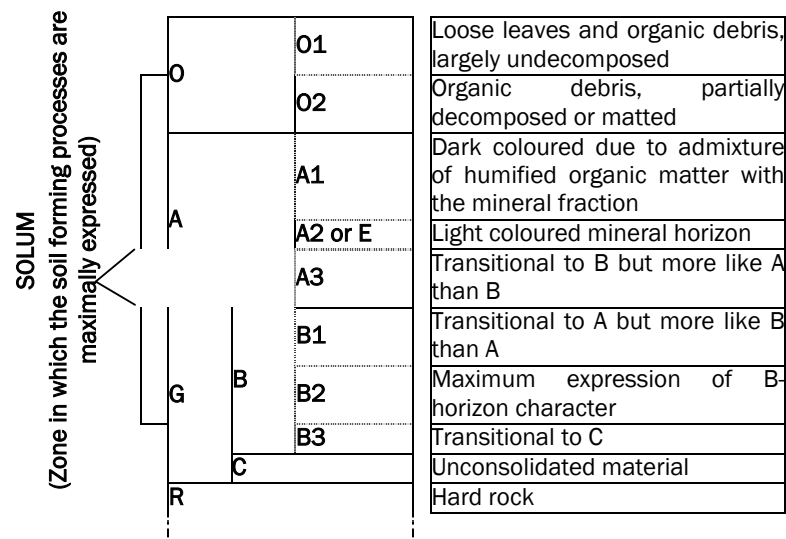 SOLUM
(Zone in which the soil forming processes are
maximally expressed)
O
O1
Loose leaves and organic debris,
largely undecomposed
O2
Organic debris, partially
decomposed or matted
A
A1
Dark coloured due to admixture
of humified organic matter with
the mineral fraction
A2 or E
Light coloured mineral horizon
A3
Transitional to B but more like A
than B
G
B
B1
Transitional to A but more like B
than A
B2
Maximum expression of B-
horizon character
B3
Transitional to C
C
Unconsolidated material
R
Hard rock